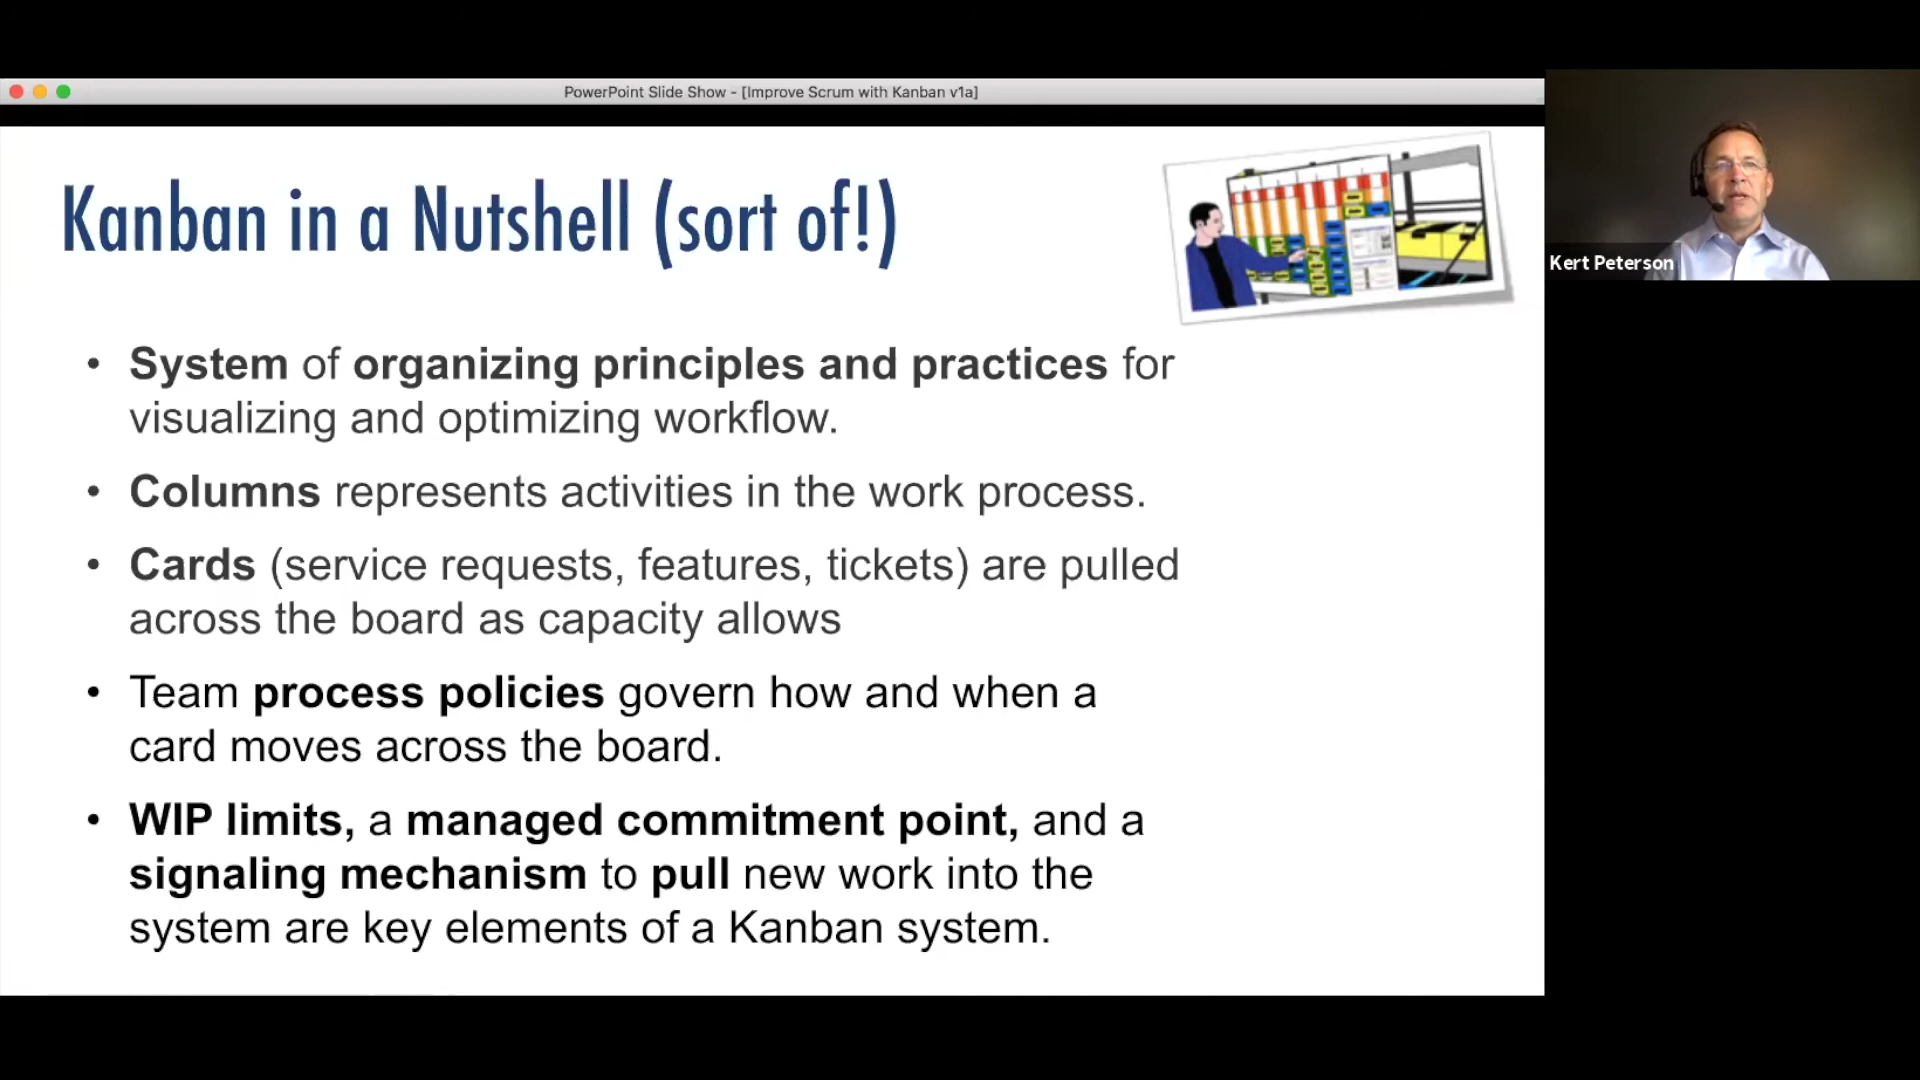 PowerPoint Slide Show - [Improve Scrum with Kanban v1a]
Kanban in a Nutshell (sort of!)
Kert Peterson
• System of organizing principles and practices for
visualizing and optimizing workflow.
• Columns represents activities in the work process.
• Cards (service requests, features, tickets) are pulled
across the board as capacity allows
• Team process policies govern how and when a
card moves across the board.
• WIP limits, a managed commitment point, and a
signaling mechanism to pull new work into the
system are key elements of a Kanban system.